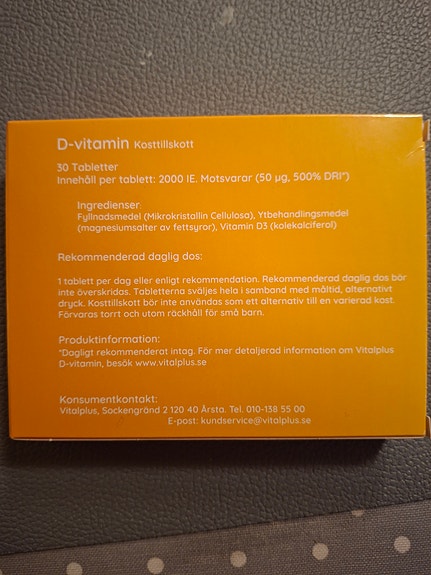 D-vitamin Kosttillskott
30 Tabletter
Innehåll per tablett: 2000 IE. Motsvarar (50 µg, 500% DRI*)
Ingredienser:
Fyllnadsmedel (Mikrokristallin Cellulosa), Ytbehandlingsmedel
(magnesiumsalter av fettsyror), Vitamin D3 (kolekalciferol)
Rekommenderad daglig dos:
1 tablett per dag eller enligt rekommendation. Rekommenderad daglig dos bör
inte överskridas. Tabletterna sväljes hela i samband med måltid, alternativt
dryck. Kosttillskott bör inte användas som ett alternativ till en varierad kost.
Förvaras torrt och utom räckhåll för små barn.
Produktinformation:
*Dagligt rekommenderat intag. För mer detaljerad information om Vitalplus
D-vitamin, besök www.vitalplus.se
Konsumentkontakt:
Vitalplus, Sockengränd 2 120 40 Årsta. Tel. 010-138 55 00
E-post: kundservice@vitalplus.se